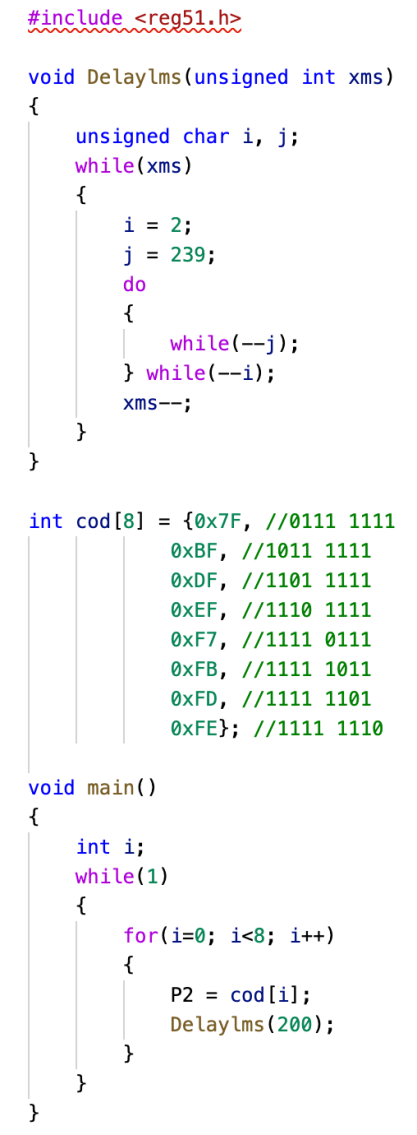 #include <reg51.h>
void Delaylms(unsigned int xms)
{
unsigned char i, j;
while(xms)
{
i = 2;
j = 239;
do
{
while(--j);
} while(--i);
xms--;
}
}
int cod[8] = {0x7F, //0111 1111
0xBF, //1011 1111
0xDF, //1101 1111
0xEF, //1110 1111
0xF7, //1111 0111
0xFB, //1111 1011
0xFD, //1111 1101
0xFE}; //1111 1110
void main()
{
int i;
while(1)
{
for(i=0; i<8; i++)
{
P2 = cod[i];
Delaylms(200);
}
}
}